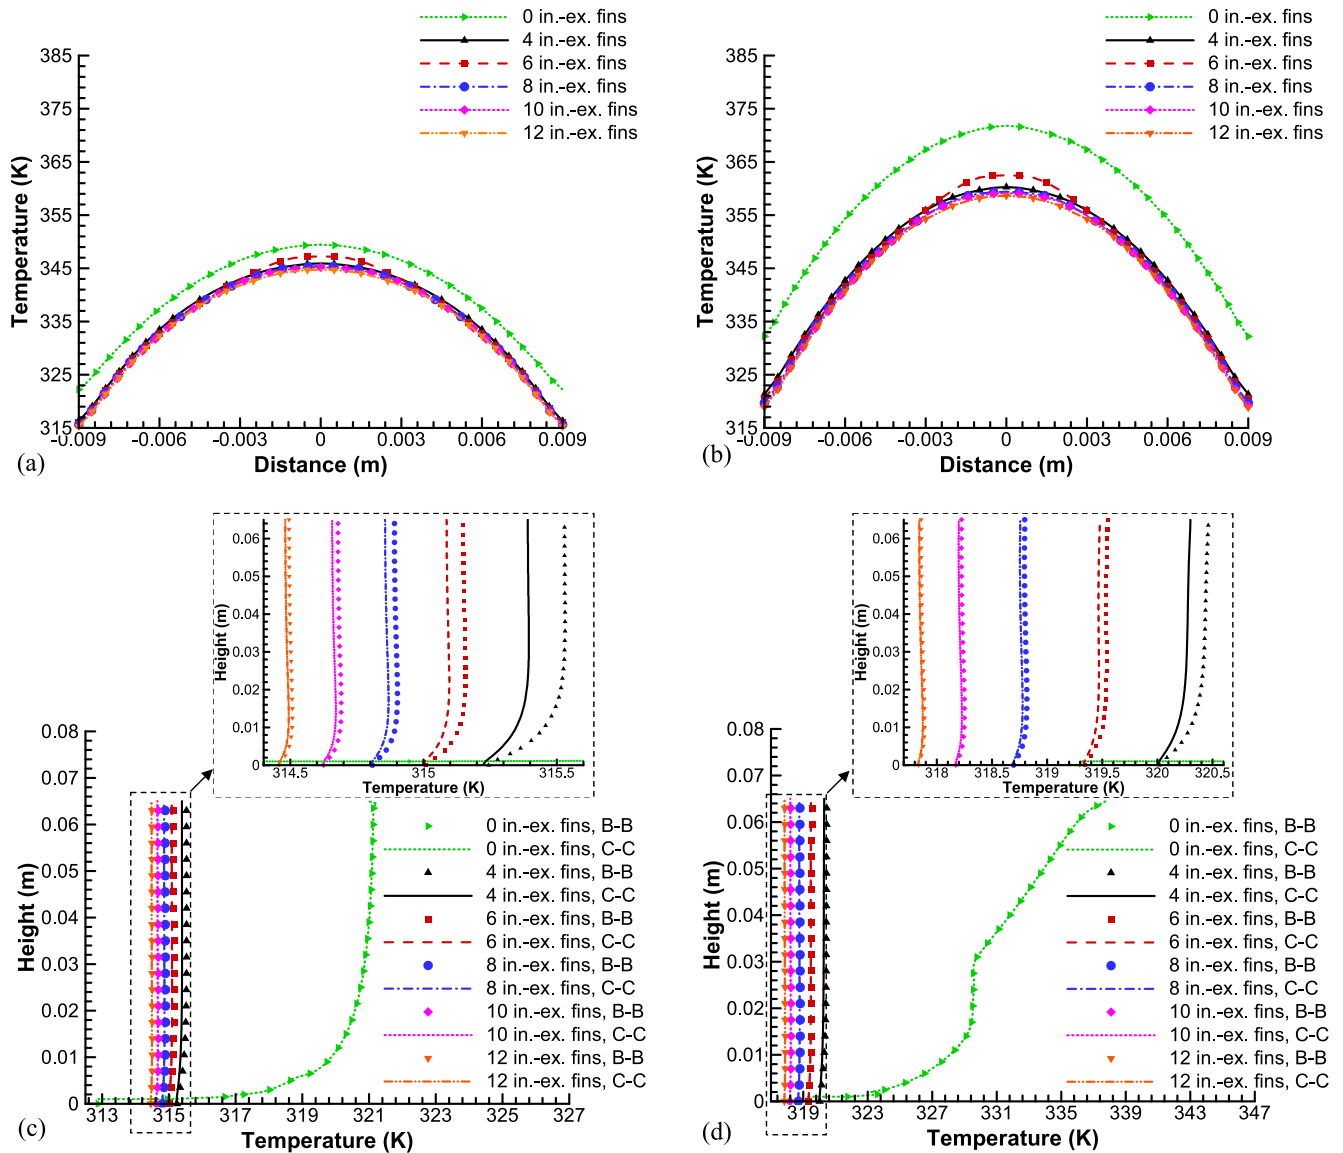 0 in.-ex. fins
4 in.-ex. fins
6 in.-ex. fins
8 in.-ex. fins
10 in.-ex. fins
12 in.-ex. fins
385
375
365
355
345
335
325
315
Temperature (K)
-0.009 -0.006 -0.003 0 0.003 0.006 0.009
Distance (m)
(a)
0 in.-ex. fins
4 in.-ex. fins
6 in.-ex. fins
8 in.-ex. fins
10 in.-ex. fins
12 in.-ex. fins
385
375
365
355
345
335
325
315
Temperature (K)
-0.009 -0.006 -0.003 0 0.003 0.006 0.009
Distance (m)
(b)
0.06
0.05
0.04
0.03
0.02
0.01
0
Height (m)
314.5 315 315.5
Temperature (K)
0.08
0.07
0.06
0.05
0.04
0.03
0.02
0.01
0
Height (m)
313 315 317 319 321 323 325 327
Temperature (K)
0 in.-ex. fins, B-B
0 in.-ex. fins, C-C
4 in.-ex. fins, B-B
4 in.-ex. fins, C-C
6 in.-ex. fins, B-B
6 in.-ex. fins, C-C
8 in.-ex. fins, B-B
8 in.-ex. fins, C-C
10 in.-ex. fins, B-B
10 in.-ex. fins, C-C
12 in.-ex. fins, B-B
12 in.-ex. fins, C-C
(c)
0.06
0.05
0.04
0.03
0.02
0.01
0
Height (m)
318 318.5 319 319.5 320 320.5
Temperature (K)
0.08
0.07
0.06
0.05
0.04
0.03
0.02
0.01
0
Height (m)
319 323 327 331 335 339 343 347
Temperature (K)
0 in.-ex. fins, B-B
0 in.-ex. fins, C-C
4 in.-ex. fins, B-B
4 in.-ex. fins, C-C
6 in.-ex. fins, B-B
6 in.-ex. fins, C-C
8 in.-ex. fins, B-B
8 in.-ex. fins, C-C
10 in.-ex. fins, B-B
10 in.-ex. fins, C-C
12 in.-ex. fins, B-B
12 in.-ex. fins, C-C
(d)